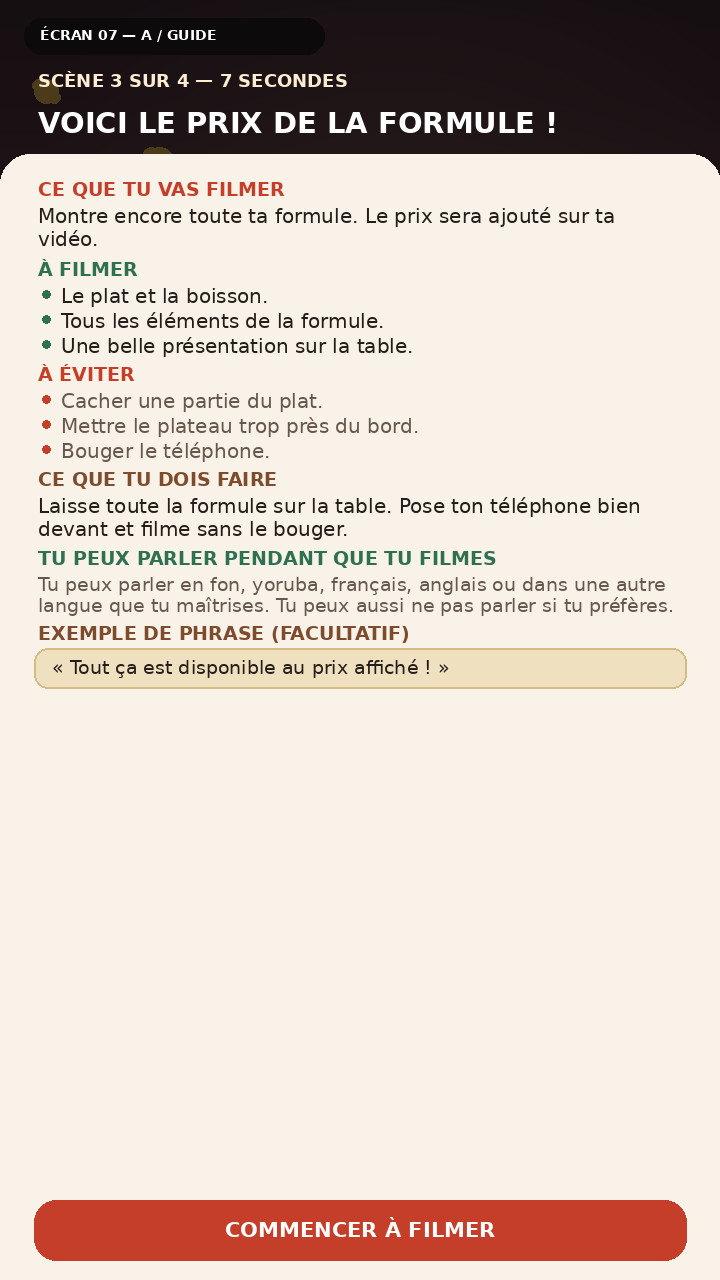 ÉCRAN 07 — A / GUIDE
SCÈNE 3 SUR 4 — 7 SECONDES
VOICI LE PRIX DE LA FORMULE !
CE QUE TU VAS FILMER
Montre encore toute ta formule. Le prix sera ajouté sur ta
vidéo.
À FILMER
• Le plat et la boisson.
• Tous les éléments de la formule.
• Une belle présentation sur la table.
À ÉVITER
• Cacher une partie du plat.
• Mettre le plateau trop près du bord.
• Bouger le téléphone.
CE QUE TU DOIS FAIRE
Laisse toute la formule sur la table. Pose ton téléphone bien
devant et filme sans le bouger.
TU PEUX PARLER PENDANT QUE TU FILMES
Tu peux parler en fon, yoruba, français, anglais ou dans une autre
langue que tu maîtrises. Tu peux aussi ne pas parler si tu préfères.
EXEMPLE DE PHRASE (FACULTATIF)
« Tout ça est disponible au prix affiché ! »
COMMENCER À FILMER